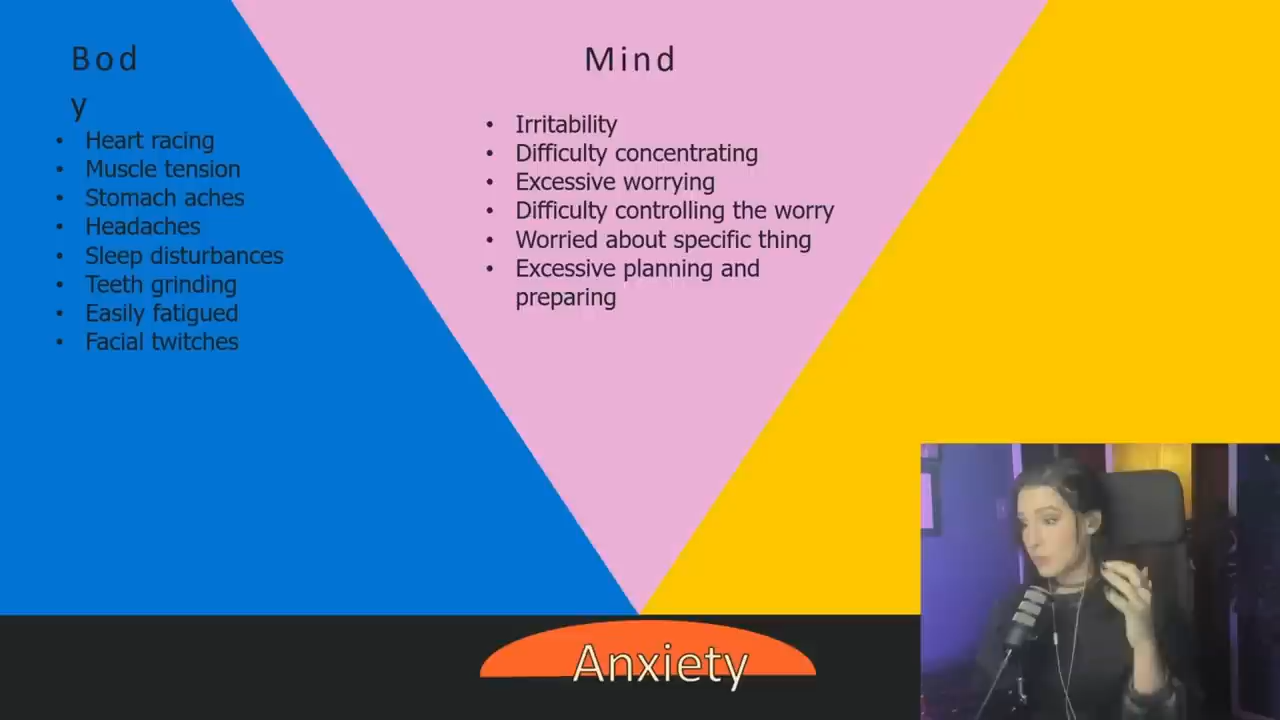 Bod
y
• Heart racing
• Muscle tension
• Stomach aches
• Headaches
• Sleep disturbances
• Teeth grinding
• Easily fatigued
• Facial twitches
Mind
• Irritability
• Difficulty concentrating
• Excessive worrying
• Difficulty controlling the worry
• Worried about specific thing
• Excessive planning and
preparing
Anxiety